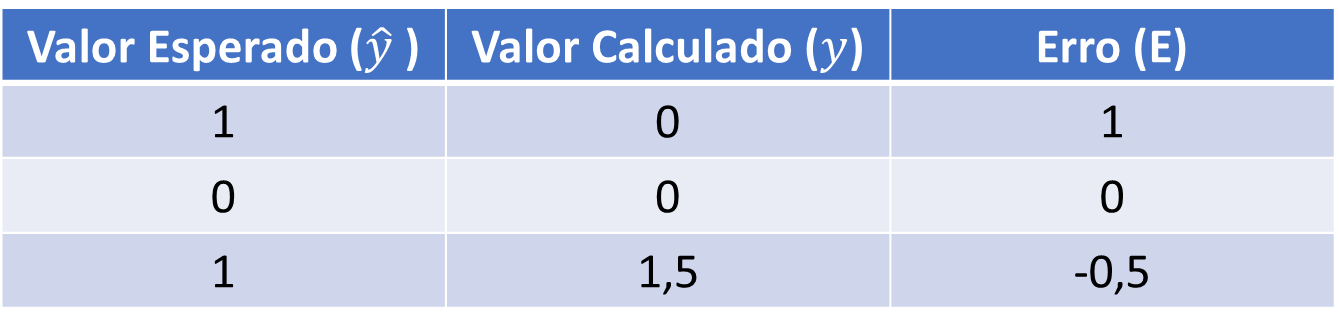 Valor Esperado (ŷ ) Valor Calculado (y) Erro (E)
1 0 1
0 0 0
1 1,5 -0,5